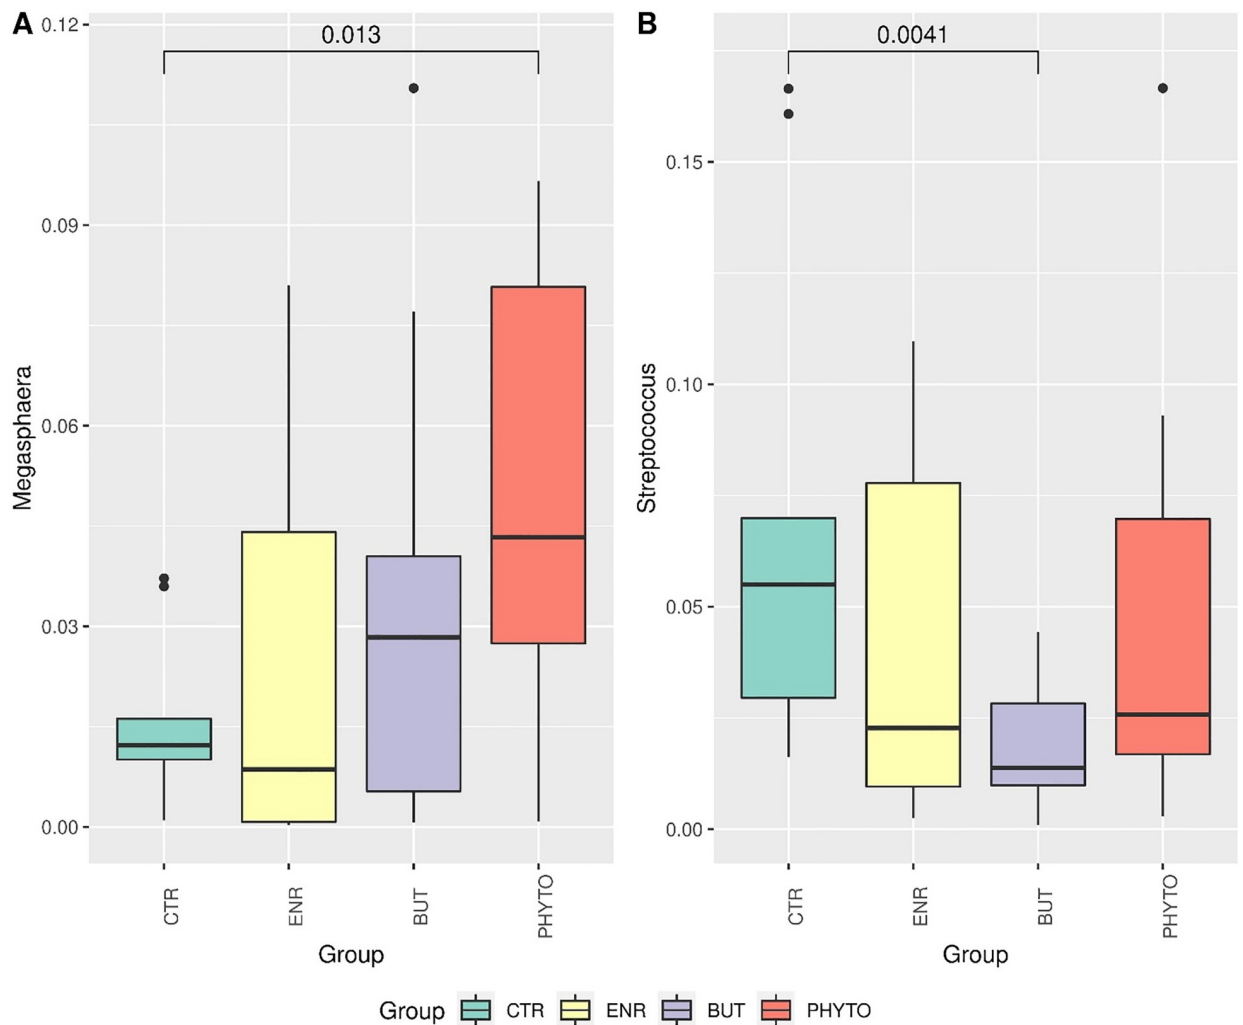 A
0.013
0.12
0.09
0.06
0.03
0.00
Megasphaera
CTR
ENR
BUT
PHYTO
Group
B
0.0041
0.15
0.10
0.05
0.00
Streptococcus
CTR
ENR
BUT
PHYTO
Group
Group CTR ENR BUT PHYTO